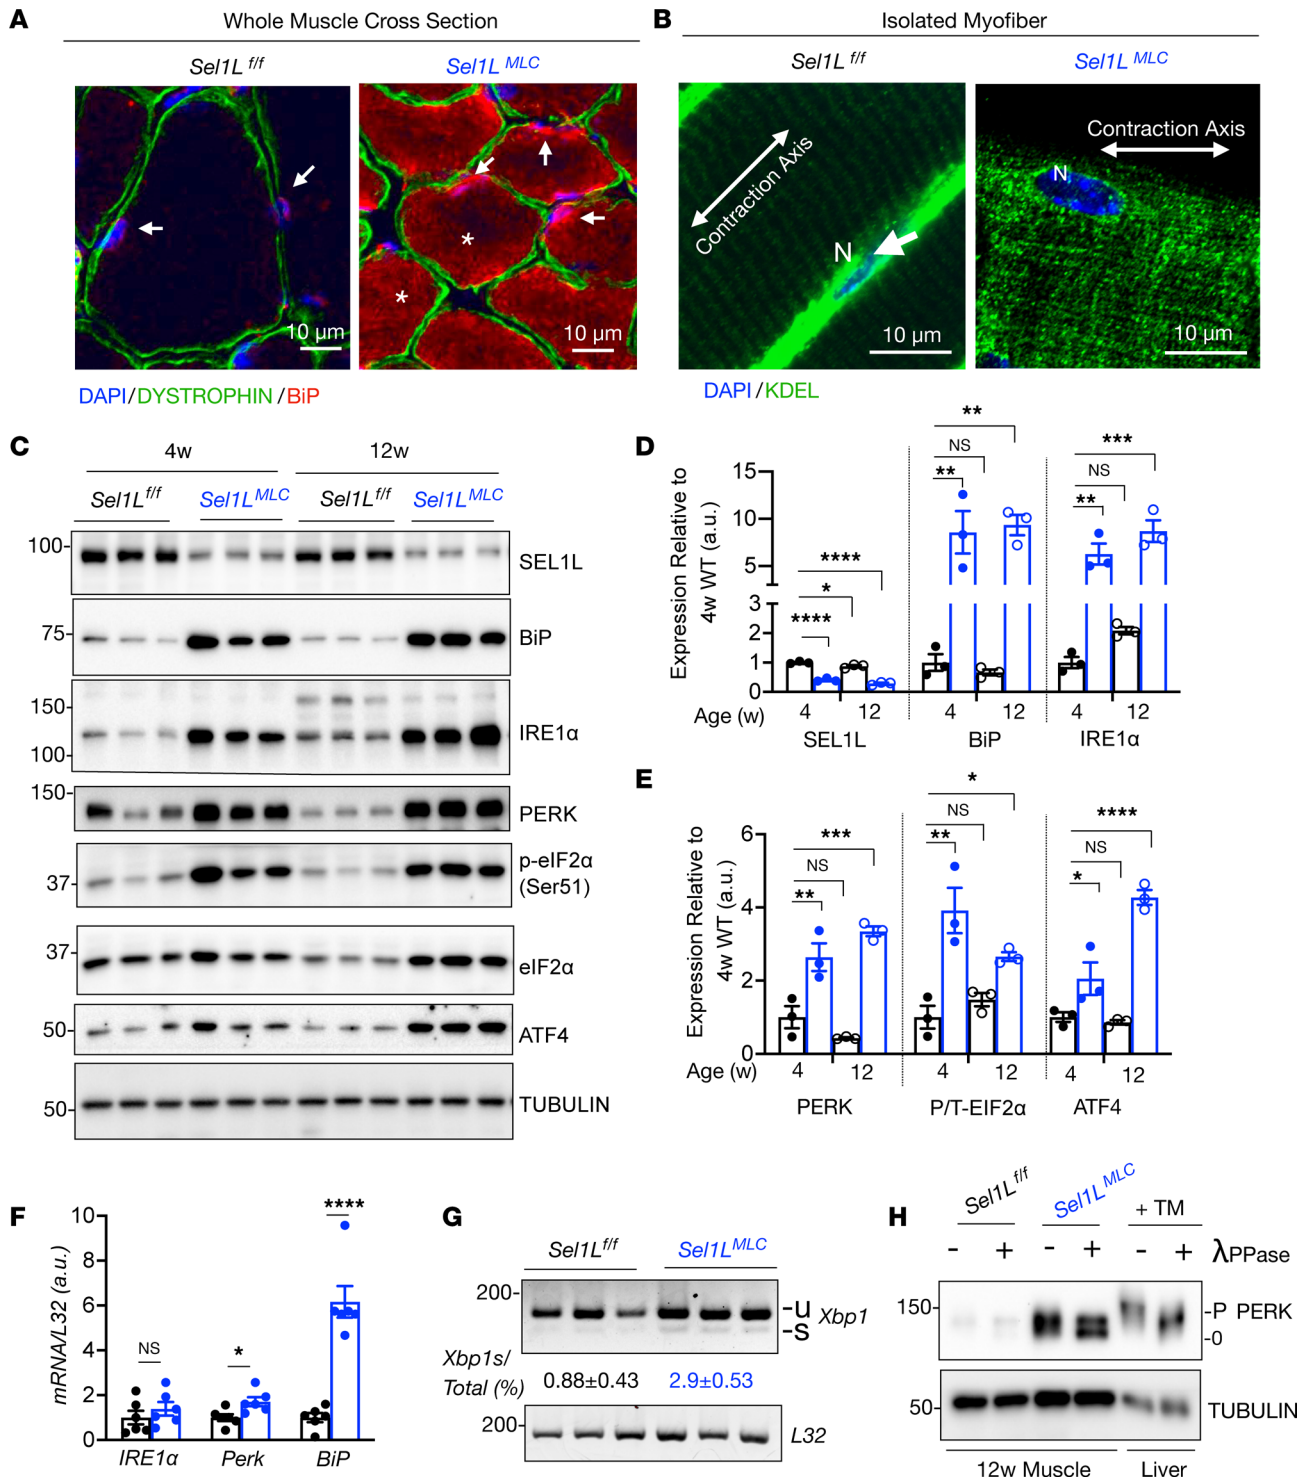 A
Whole Muscle Cross Section
Sel1L f/f
Sel1L MLC
10 μm
10 μm
DAPI/DYSTROPHIN/BiP
B
Isolated Myofiber
Sel1L f/f
Sel1L MLC
Contraction Axis
N
10 μm
Contraction Axis
N
10 μm
DAPI/KDEL
C
4w
12w
Sel1L f/f
Sel1L MLC
Sel1L f/f
Sel1L MLC
100-
SEL1L
75-
BiP
150-
IRE1α
100-
150-
PERK
p-eIF2α
37-
(Ser51)
37-
eIF2α
50-
ATF4
50-
TUBULIN
D
Expression Relative to
4w WT (a.u.)
15
10
5
3
2
1
0
****
*
****
**
NS
**
***
NS
**
Age (w)
4
12
4
12
4
12
SEL1L
BiP
IRE1α
E
Expression Relative to
4w WT (a.u.)
6
4
2
0
***
NS
**
*
NS
**
****
NS
*
Age (w)
4
12
4
12
4
12
PERK
P/T-EIF2α
ATF4
F
mRNA/L32 (a.u.)
10
8
6
4
2
0
NS
*
****
IRE1α
Perk
BiP
G
Sel1L f/f
Sel1L MLC
200-
-u
Xbp1
-s
Xbp1s/
Total (%)
0.88±0.43
2.9±0.53
200-
L32
H
Sel1L f/f
Sel1L MLC
+ TM
-
+
-
+
-
+
λPPase
150-
-P PERK
-0
50-
TUBULIN
12w Muscle
Liver